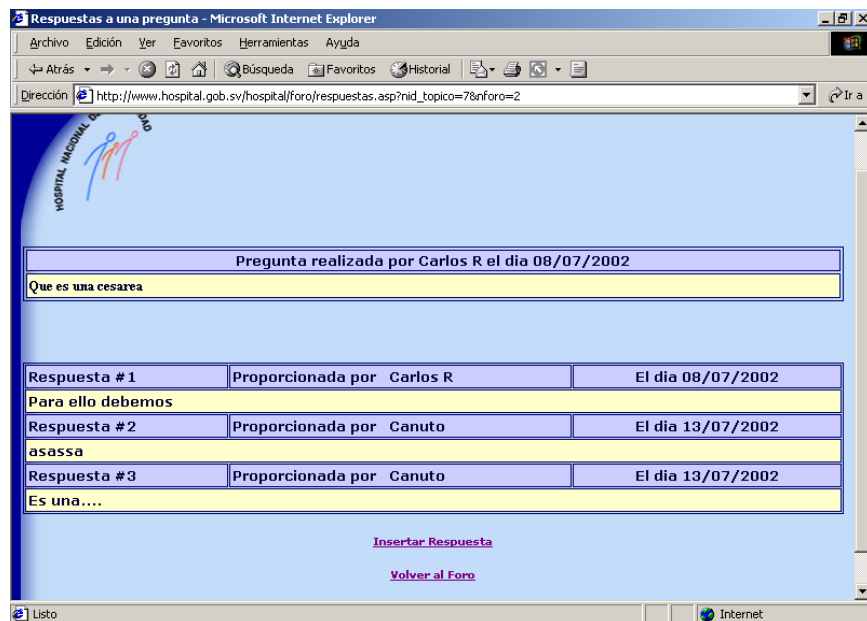 Respuestas a una pregunta - Microsoft Internet Explorer
Archivo Edición Ver Favoritos Herramientas Ayuda
Atrás Búsqueda Favoritos Historial
Dirección http://www.hospital.gob.sv/hospital/foro/respuestas.asp?nid_topico=7&nforo=2 Ir a
HOSPITAL NACIONAL
Pregunta realizada por Carlos R el dia 08/07/2002
Que es una cesarea
Respuesta #1 Proporcionada por Carlos R El dia 08/07/2002
Para ello debemos
Respuesta #2 Proporcionada por Canuto El dia 13/07/2002
asassa
Respuesta #3 Proporcionada por Canuto El dia 13/07/2002
Es una....
Insertar Respuesta
Volver al Foro
Listo Internet